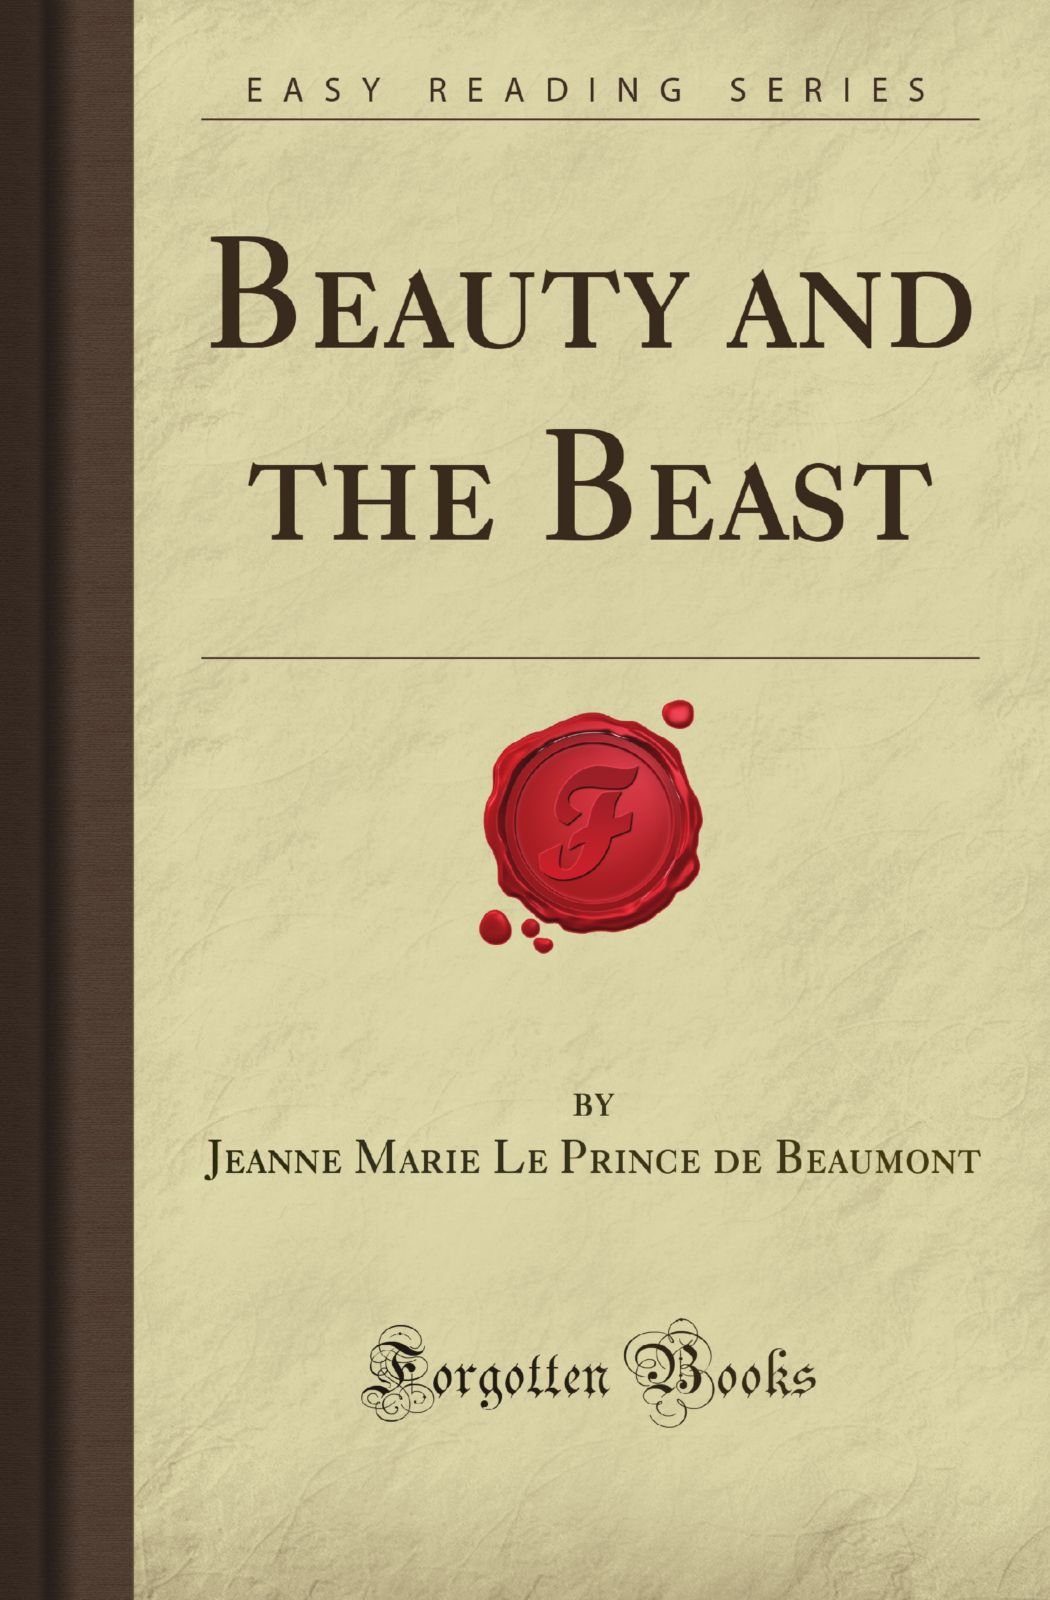 EASY READING SERIES
BEAUTY AND
THE BEAST
F
BY
JEANNE MARIE LE PRINCE DE BEAUMONT
Forgotten Books